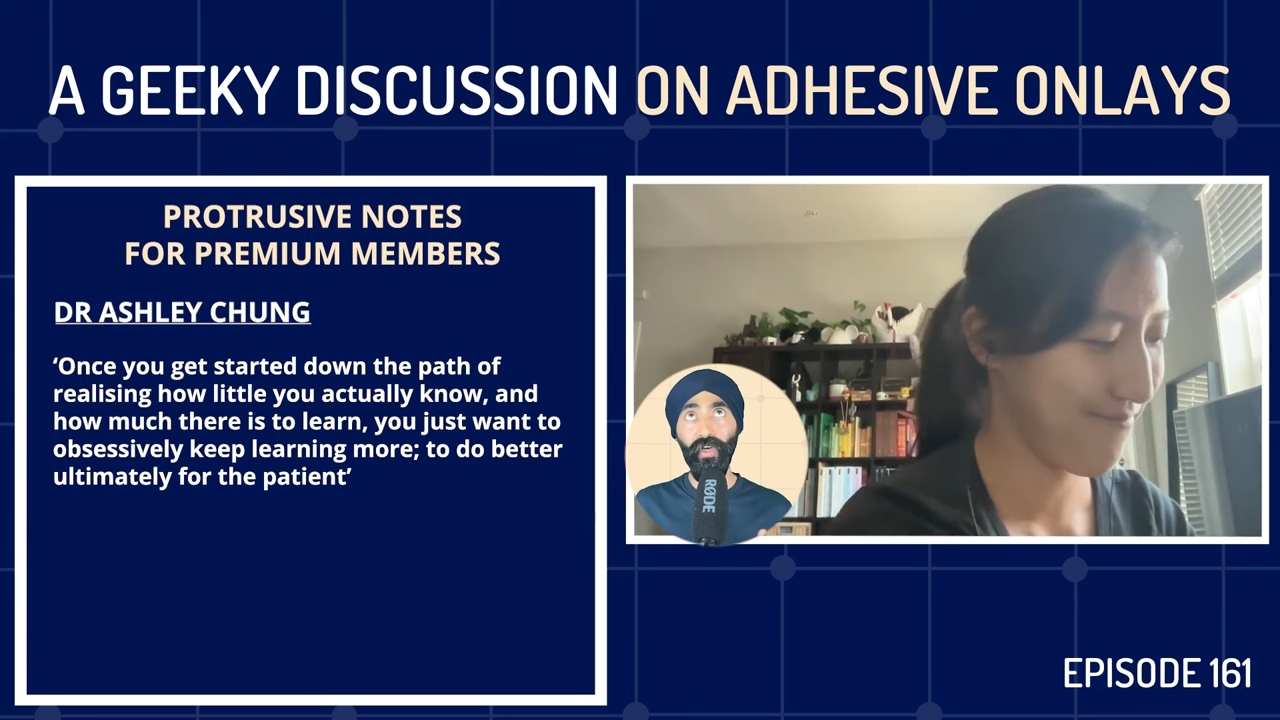 A GEEKY DISCUSSION ON ADHESIVE ONLAYS
PROTRUSIVE NOTES
FOR PREMIUM MEMBERS
DR ASHLEY CHUNG
‘Once you get started down the path of
realising how little you actually know, and
how much there is to learn, you just want to
obsessively keep learning more; to do better
ultimately for the patient’
RØDE
EPISODE 161